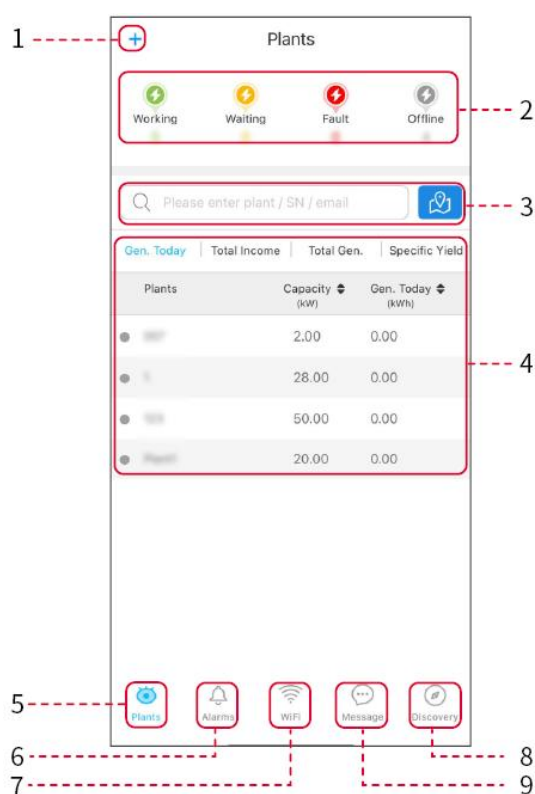 1
+ Plants
Working Waiting Fault Offline
2
Please enter plant / SN / email
3
Gen. Today Total Income Total Gen. Specific Yield
Plants Capacity Gen. Today
(kW) (kWh)
2.00 0.00
4
28.00 0.00
50.00 0.00
20.00 0.00
5
Plants Alarms WiFi Message Discovery
6 8
7 9